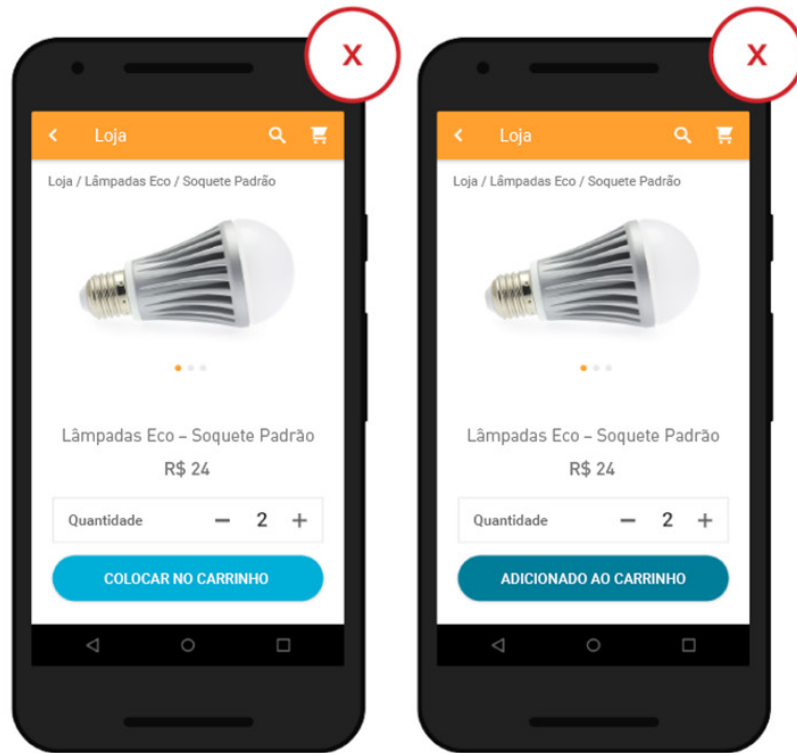 X
Loja
Loja / Lâmpadas Eco / Soquete Padrão
Lâmpadas Eco – Soquete Padrão
R$ 24
Quantidade − 2 +
COLOCAR NO CARRINHO
X
Loja
Loja / Lâmpadas Eco / Soquete Padrão
Lâmpadas Eco – Soquete Padrão
R$ 24
Quantidade − 2 +
ADICIONADO AO CARRINHO